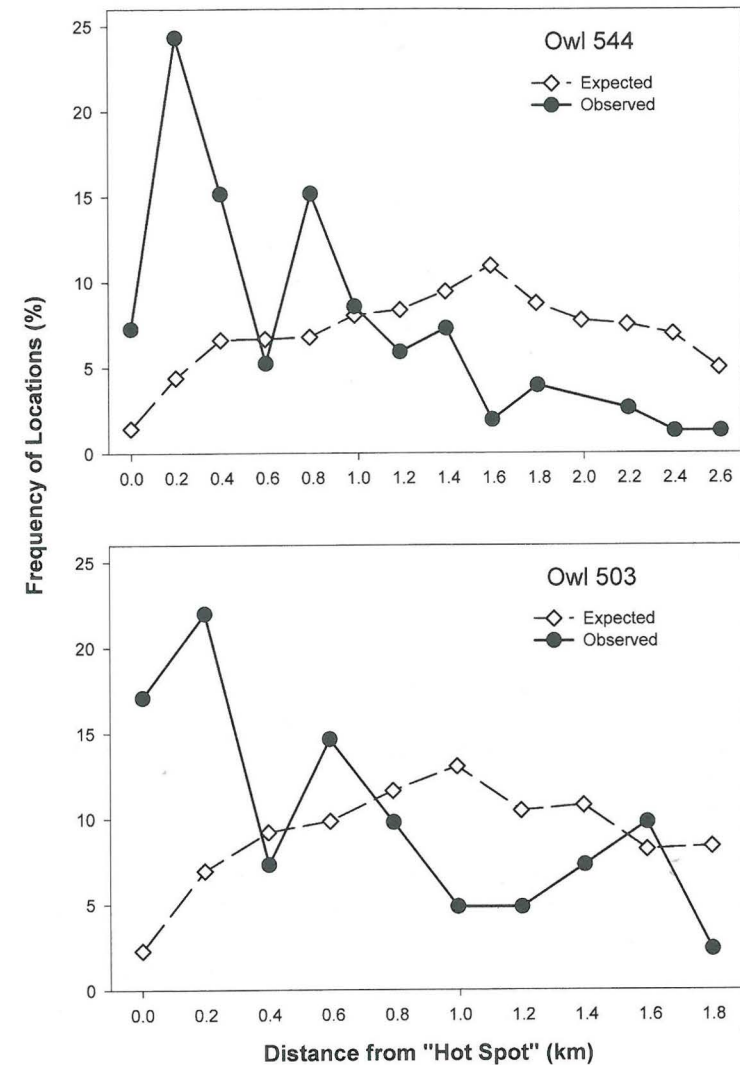 25
Owl 544
Expected
Observed
20
15
10
5
0
0.0 0.2 0.4 0.6 0.8 1.0 1.2 1.4 1.6 1.8 2.0 2.2 2.4 2.6
Frequency of Locations (%)
25
Owl 503
Expected
Observed
20
15
10
5
0
0.0 0.2 0.4 0.6 0.8 1.0 1.2 1.4 1.6 1.8
Distance from "Hot Spot" (km)